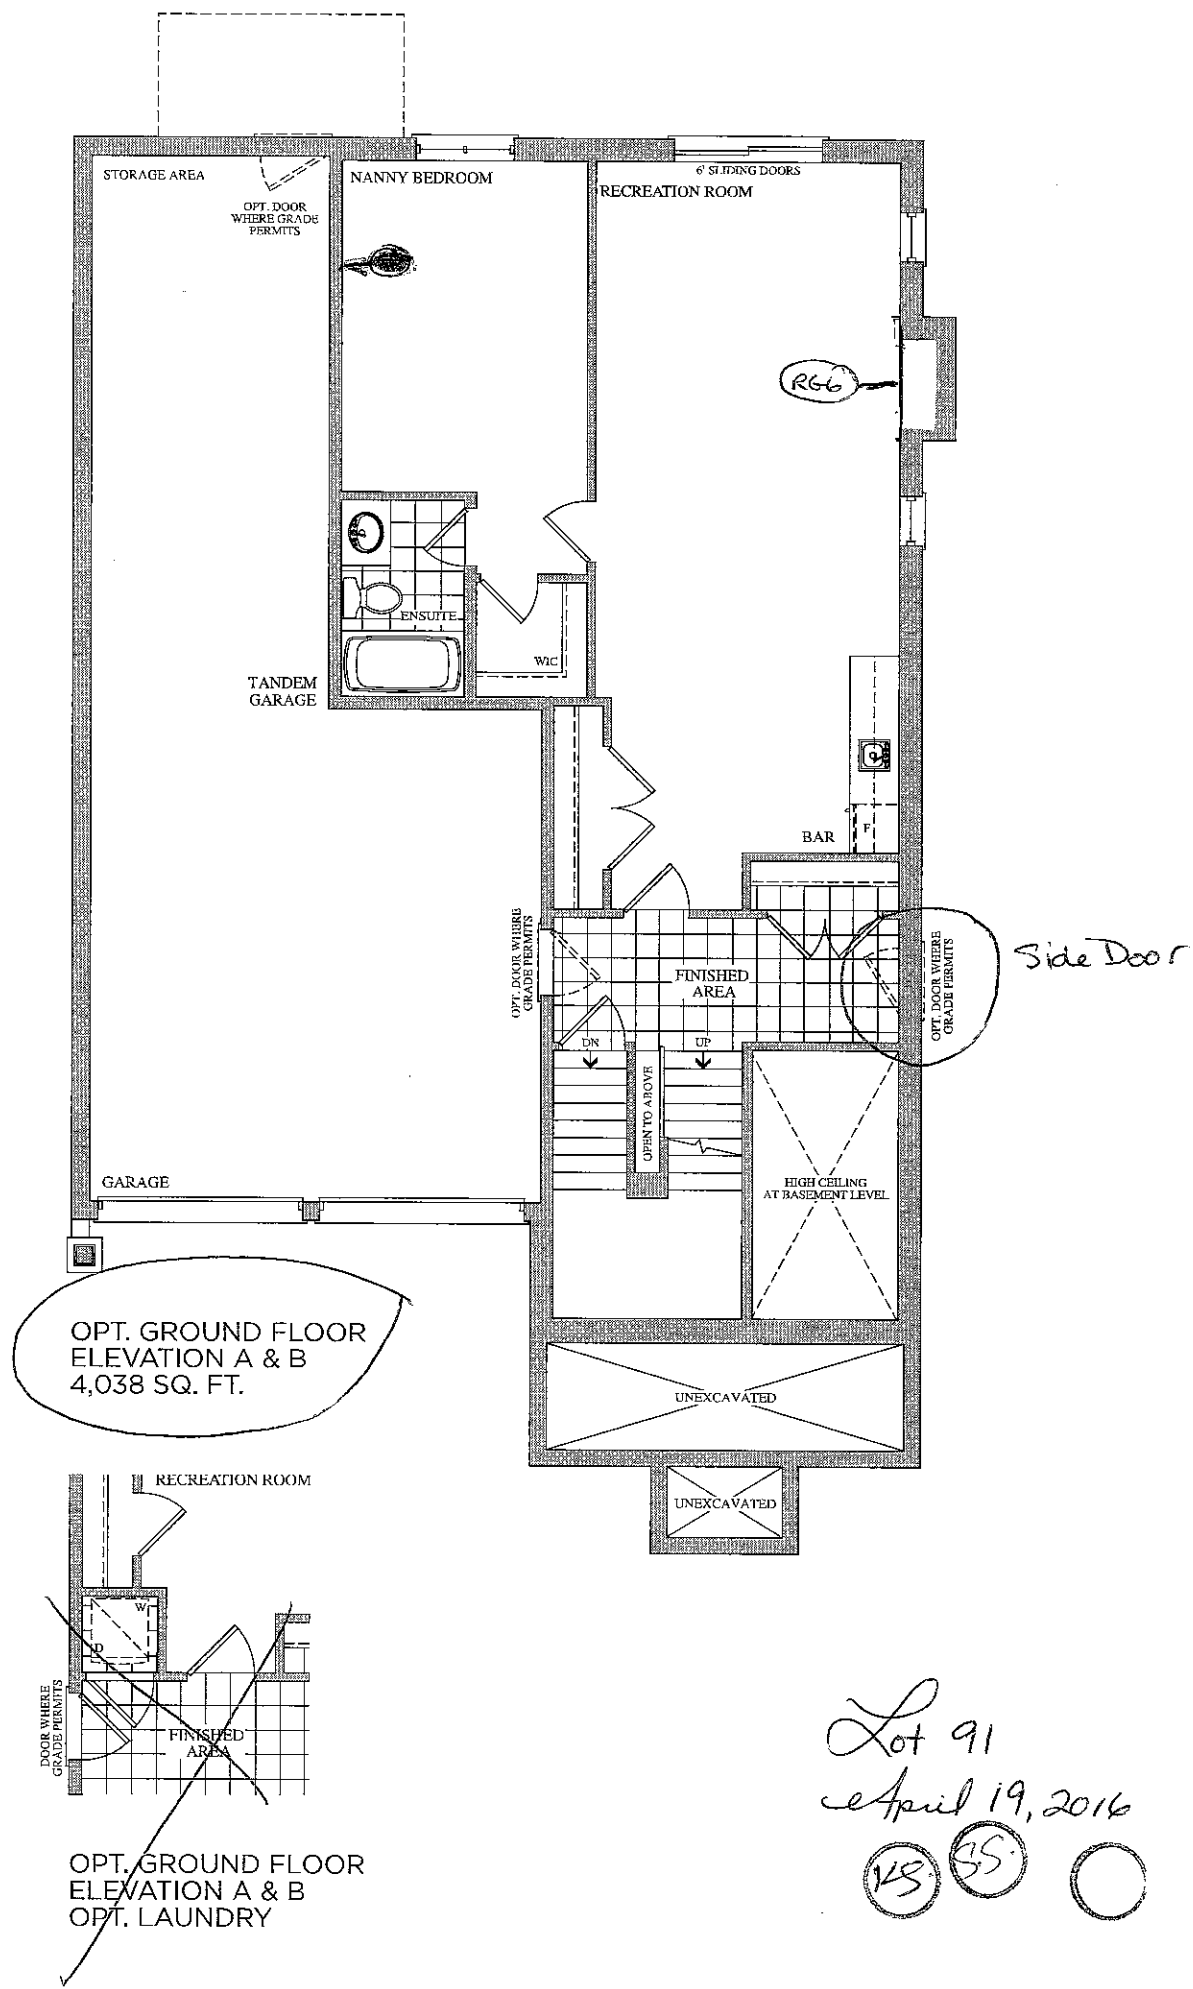 STORAGE AREA
OPT. DOOR
WHERE GRADE
PERMITS
NANNY BEDROOM
6' SLIDING DOORS
RECREATION ROOM
RG6
ENSUITE
WIC
TANDEM
GARAGE
BAR
F
OPT. DOOR WHERE
GRADE PERMITS
FINISHED
AREA
OPT. DOOR WHERE
GRADE PERMITS
Side Door
DN
UP
OPEN TO ABOVE
GARAGE
HIGH CEILING
AT BASEMENT LEVEL
OPT. GROUND FLOOR
ELEVATION A & B
4,038 SQ. FT.
UNEXCAVATED
UNEXCAVATED
RECREATION ROOM
W
D
DOOR WHERE
GRADE PERMITS
FINISHED
AREA
OPT. GROUND FLOOR
ELEVATION A & B
OPT. LAUNDRY
Lot 91
April 19, 2016
KS. S.S.